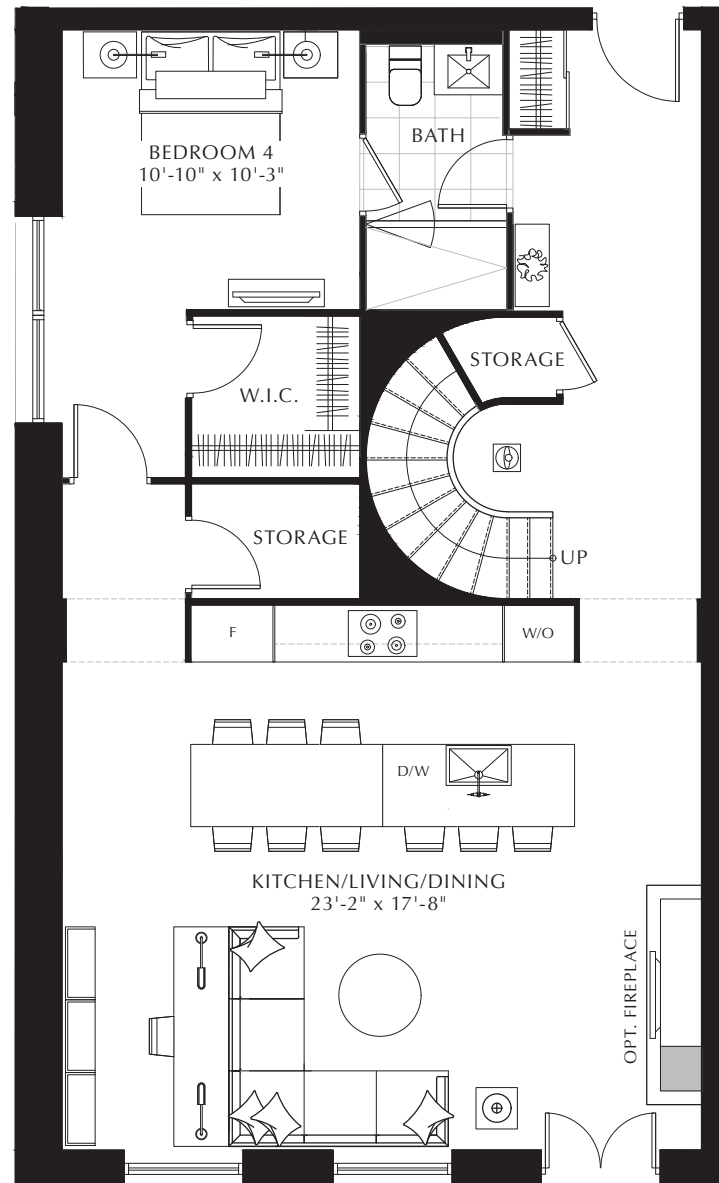 BATH
BEDROOM 4
10'-10" x 10'-3"
STORAGE
W.I.C.
STORAGE
UP
F
W/O
D/W
KITCHEN/LIVING/DINING
23'-2" x 17'-8"
OPT. FIREPLACE